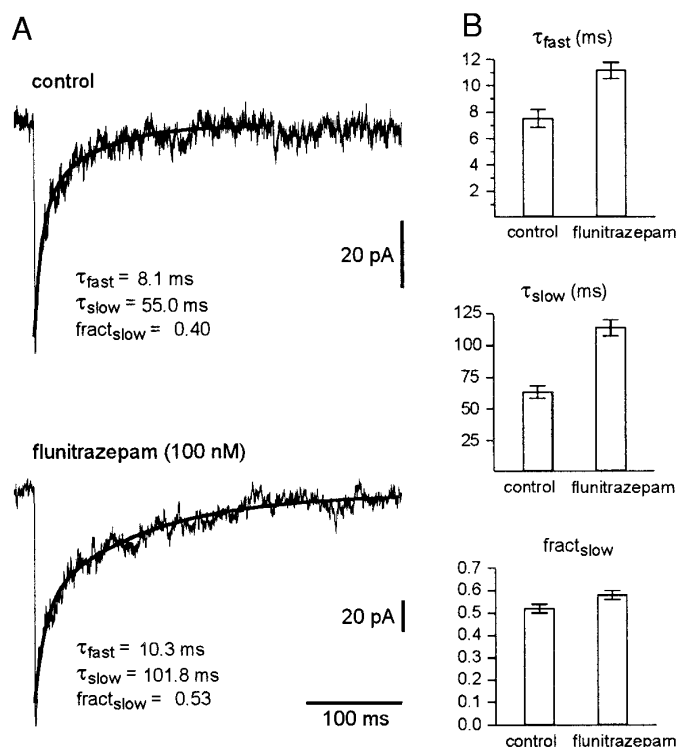 A
control
20 pA
τfast = 8.1 ms
τslow = 55.0 ms
fractslow = 0.40
flunitrazepam (100 nM)
20 pA
τfast = 10.3 ms
τslow = 101.8 ms
fractslow = 0.53
100 ms
B
τfast (ms)
12
10
8
6
4
2
control flunitrazepam
τslow (ms)
125
100
75
50
25
control flunitrazepam
fractslow
0.7
0.6
0.5
0.4
0.3
0.2
0.1
0.0
control flunitrazepam